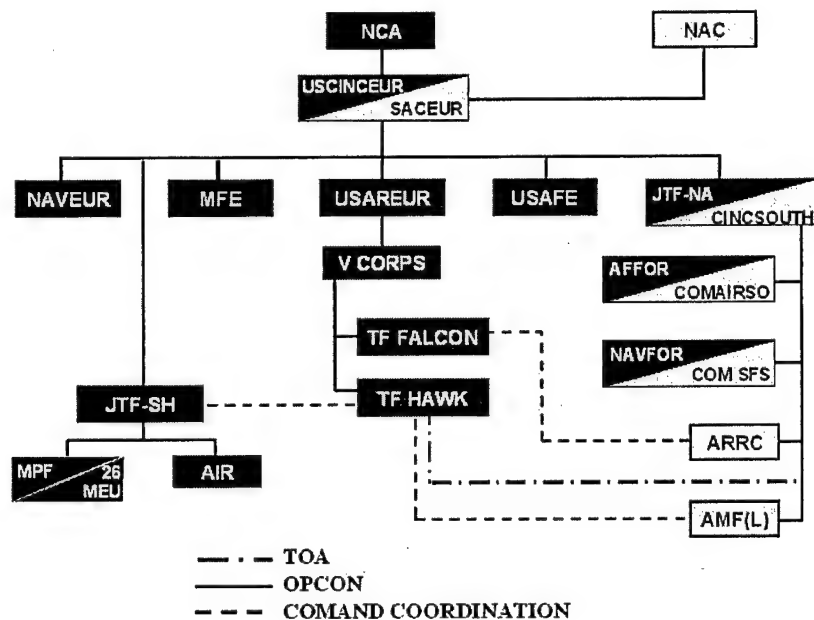 NCA
NAC
USCINCEUR
SACEUR
NAVEUR
MFE
USAREUR
USAFE
JTF-NA
CINCSOUTH
V CORPS
AFFOR
COMAIRSO
TF FALCON
NAVFOR
COM SFS
JTF-SH
TF HAWK
ARRC
MPF
26
MEU
AIR
AMF(L)
TOA
OPCON
COMAND COORDINATION